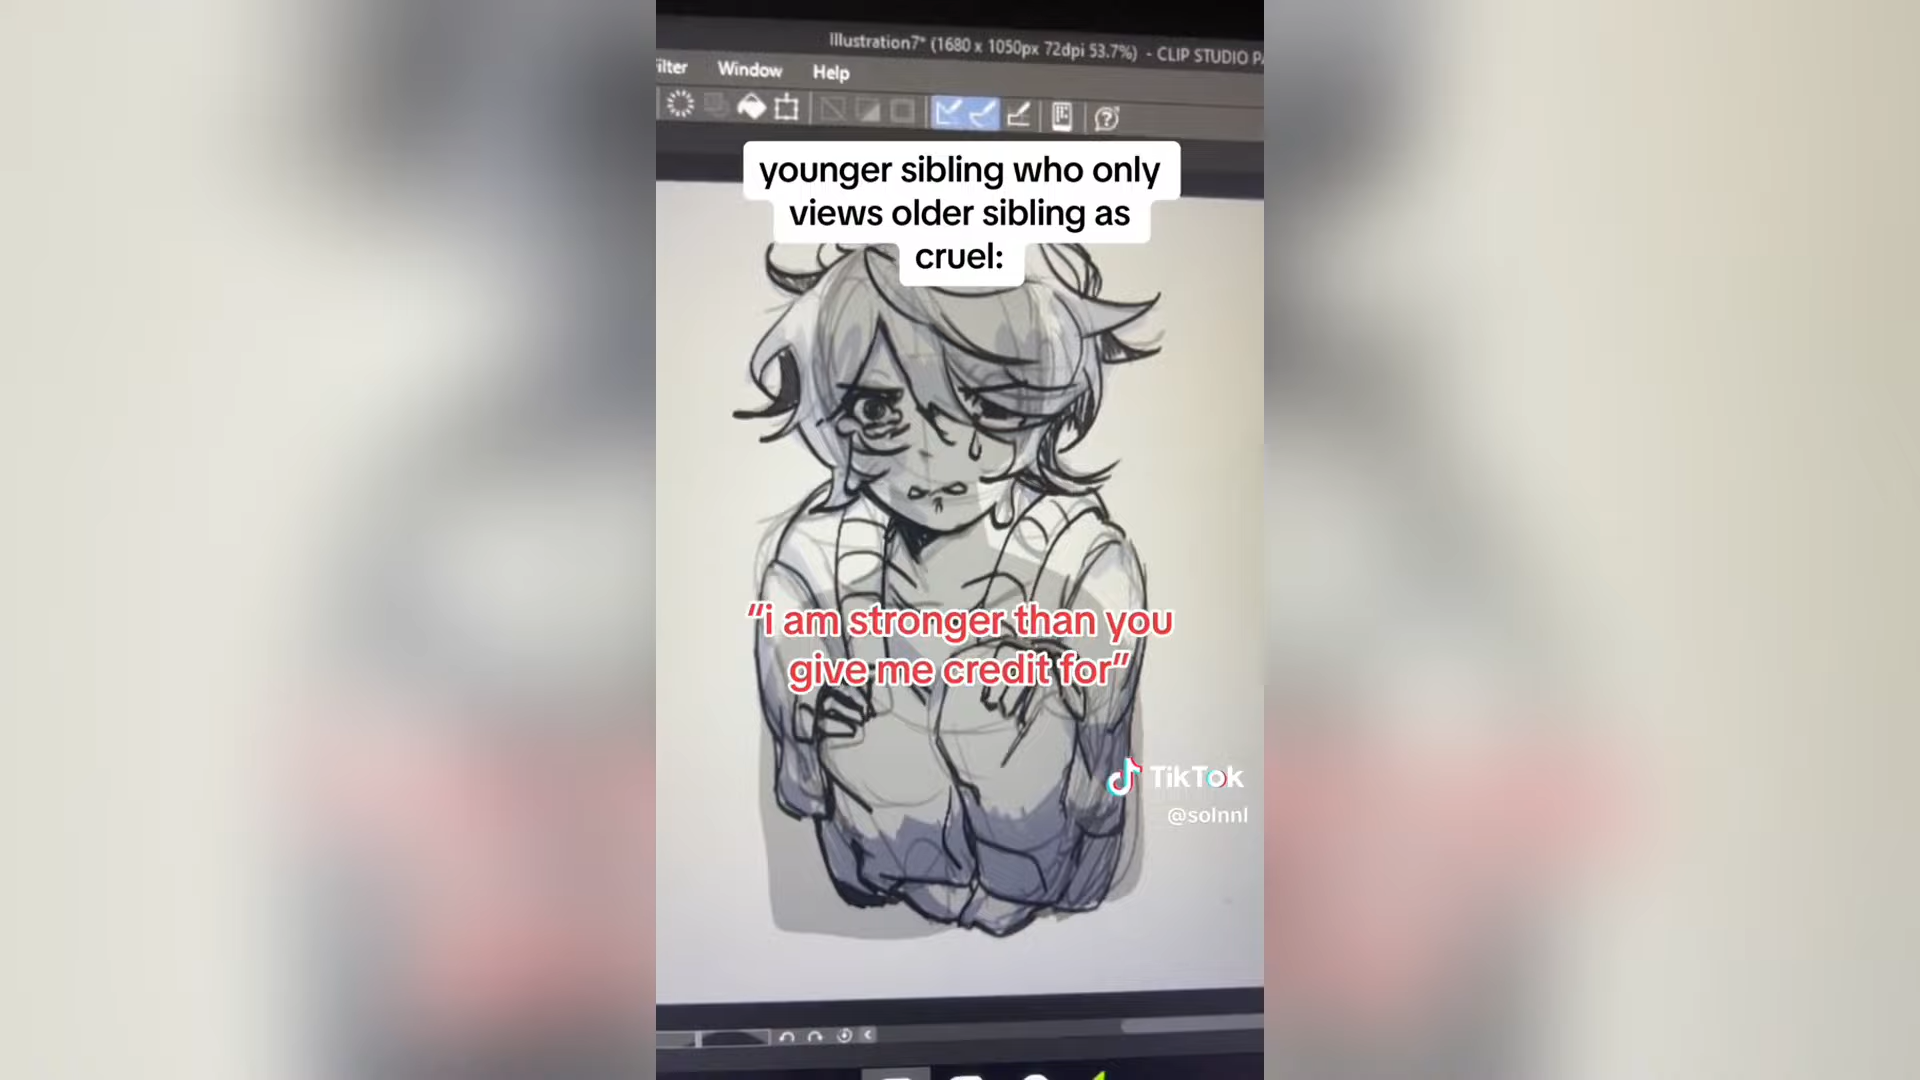 Illustration7* (1680 x 1050px 72dpi 53.7%) - CLIP STUDIO
Window Help
younger sibling who only
views older sibling as
cruel:
“i am stronger than you
give me credit for”
TikTok
@solnnl